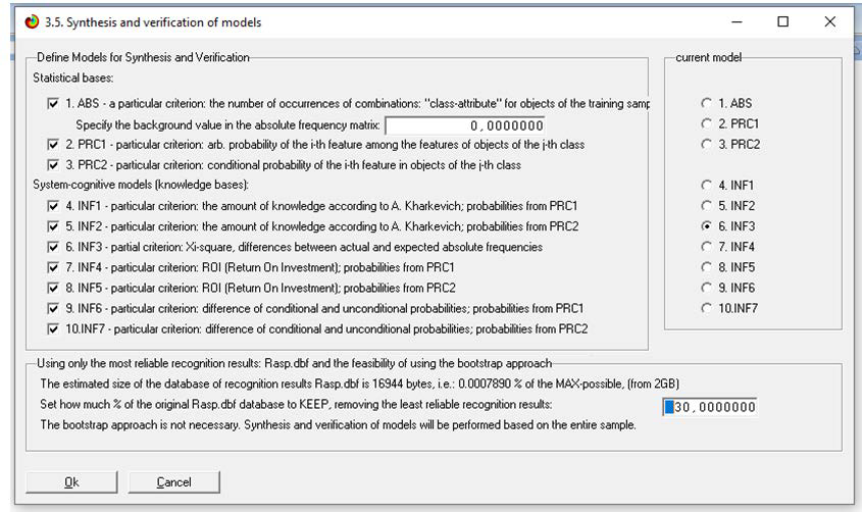 3.5. Synthesis and verification of models
Define Models for Synthesis and Verification
current model
Statistical bases:
1. ABS - a particular criterion: the number of occurrences of combinations: "class-attribute" for objects of the training samp
1. ABS
Specify the background value in the absolute frequency matrix:
0,0000000
2. PRC1
2. PRC1 - particular criterion: arb. probability of the i-th feature among the features of objects of the j-th class
3. PRC2
3. PRC2 - particular criterion: conditional probability of the i-th feature in objects of the j-th class
System-cognitive models (knowledge bases):
4. INF1
4. INF1 - particular criterion: the amount of knowledge according to A. Kharkevich; probabilities from PRC1
5. INF2
5. INF2 - particular criterion: the amount of knowledge according to A. Kharkevich; probabilities from PRC2
6. INF3
6. INF3 - partial criterion: Xi-square, differences between actual and expected absolute frequencies
7. INF4
7. INF4 - particular criterion: ROI (Return On Investment); probabilities from PRC1
8. INF5
8. INF5 - particular criterion: ROI (Return On Investment); probabilities from PRC2
9. INF6
9. INF6 - particular criterion: difference of conditional and unconditional probabilities; probabilities from PRC1
10.INF7
10.INF7 - particular criterion: difference of conditional and unconditional probabilities; probabilities from PRC2
Using only the most reliable recognition results: Rasp.dbf and the feasibility of using the bootstrap approach
The estimated size of the database of recognition results Rasp.dbf is 16944 bytes, i.e.: 0.0007890 % of the MAX-possible, (from 2GB)
Set how much % of the original Rasp.dbf database to KEEP, removing the least reliable recognition results:
30,0000000
The bootstrap approach is not necessary. Synthesis and verification of models will be performed based on the entire sample.
Ok
Cancel